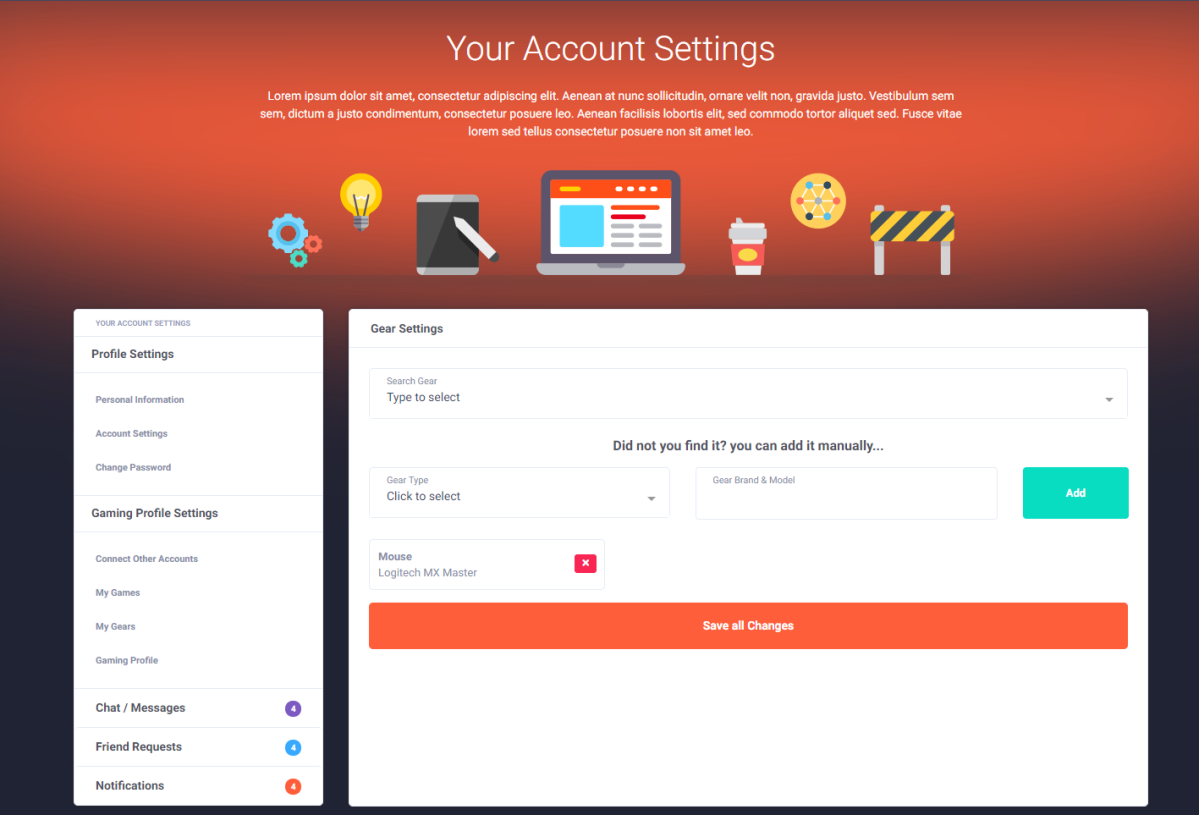 Your Account Settings
Lorem ipsum dolor sit amet, consectetur adipiscing elit. Aenean at nunc sollicitudin, ornare velit non, gravida justo. Vestibulum sem
sem, dictum a justo condimentum, consectetur posuere leo. Aenean facilisis lobortis elit, sed commodo tortor aliquet sed. Fusce vitae
lorem sed tellus consectetur posuere non sit amet leo.
YOUR ACCOUNT SETTINGS
Profile Settings
Personal Information
Account Settings
Change Password
Gaming Profile Settings
Connect Other Accounts
My Games
My Gears
Gaming Profile
Chat / Messages 4
Friend Requests 4
Notifications 4
Gear Settings
Search Gear
Type to select
Did not you find it? you can add it manually...
Gear Type
Click to select
Gear Brand & Model
Add
Mouse
Logitech MX Master
Save all Changes